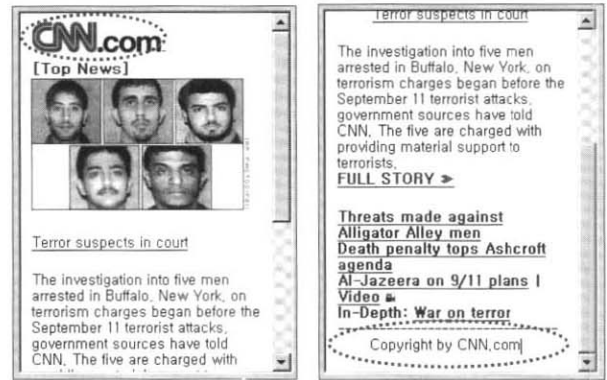 CNN.com
[Top News]
Terror suspects in court
The investigation into five men
arrested in Buffalo, New York, on
terrorism charges began before the
September 11 terrorist attacks,
government sources have told
CNN, The five are charged with
Terror suspects in court
The investigation into five men
arrested in Buffalo, New York, on
terrorism charges began before the
September 11 terrorist attacks,
government sources have told
CNN, The five are charged with
providing material support to
terrorists,
FULL STORY
Threats made against
Alligator Alley men
Death penalty tops Ashcroft
agenda
Al-Jazeera on 9/11 plans |
Video
In-Depth: War on terror
Copyright by CNN,com